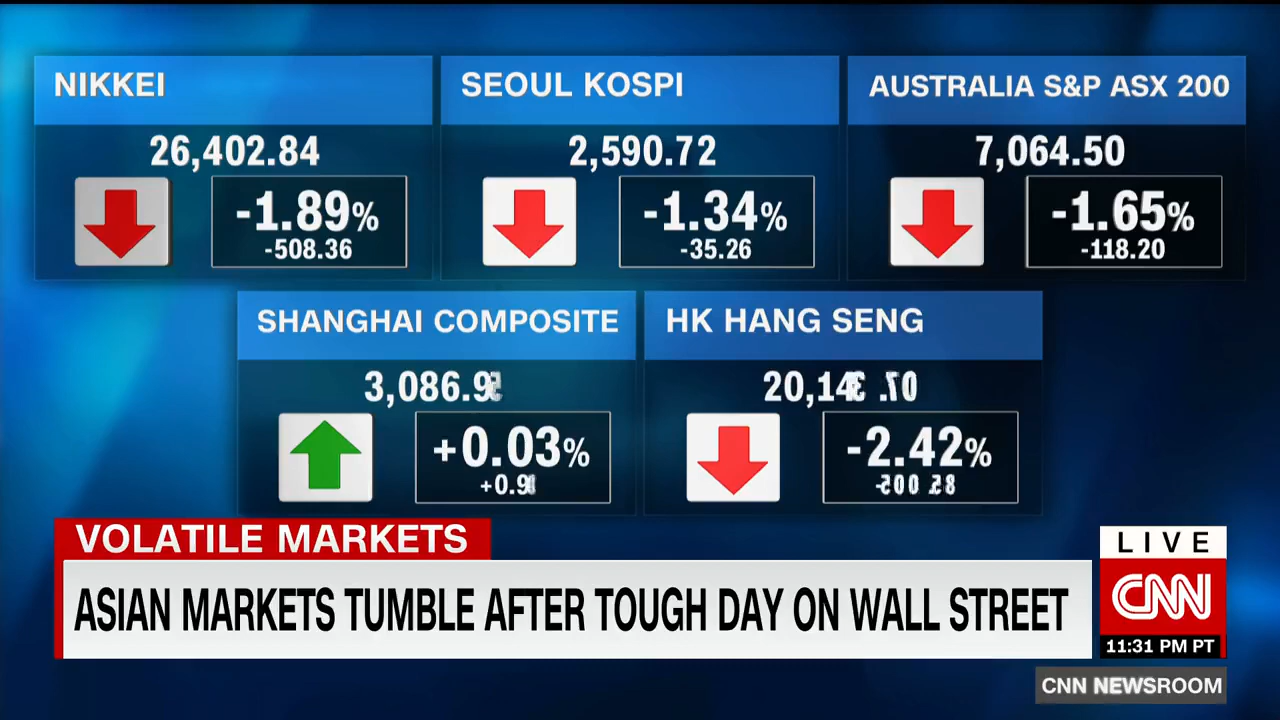 NIKKEI
26,402.84
-1.89%
-508.36
SEOUL KOSPI
2,590.72
-1.34%
-35.26
AUSTRALIA S&P ASX 200
7,064.50
-1.65%
-118.20
SHANGHAI COMPOSITE
+0.03%
HK HANG SENG
-2.42%
VOLATILE MARKETS
ASIAN MARKETS TUMBLE AFTER TOUGH DAY ON WALL STREET
LIVE
CNN
11:31 PM PT
CNN NEWSROOM